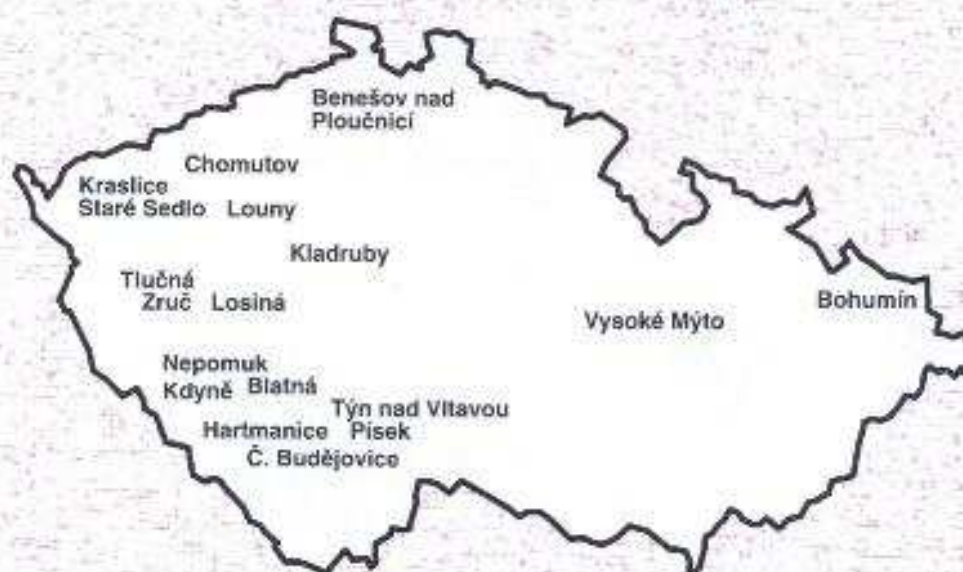 Benešov nad
Ploučnicí
Chomutov
Kraslice
Staré Sedlo
Louny
Kladruby
Tlučná
Zruč
Losiná
Bohumín
Vysoké Mýto
Nepomuk
Kdyně
Blatná
Týn nad Vltavou
Hartmanice
Písek
Č. Budějovice